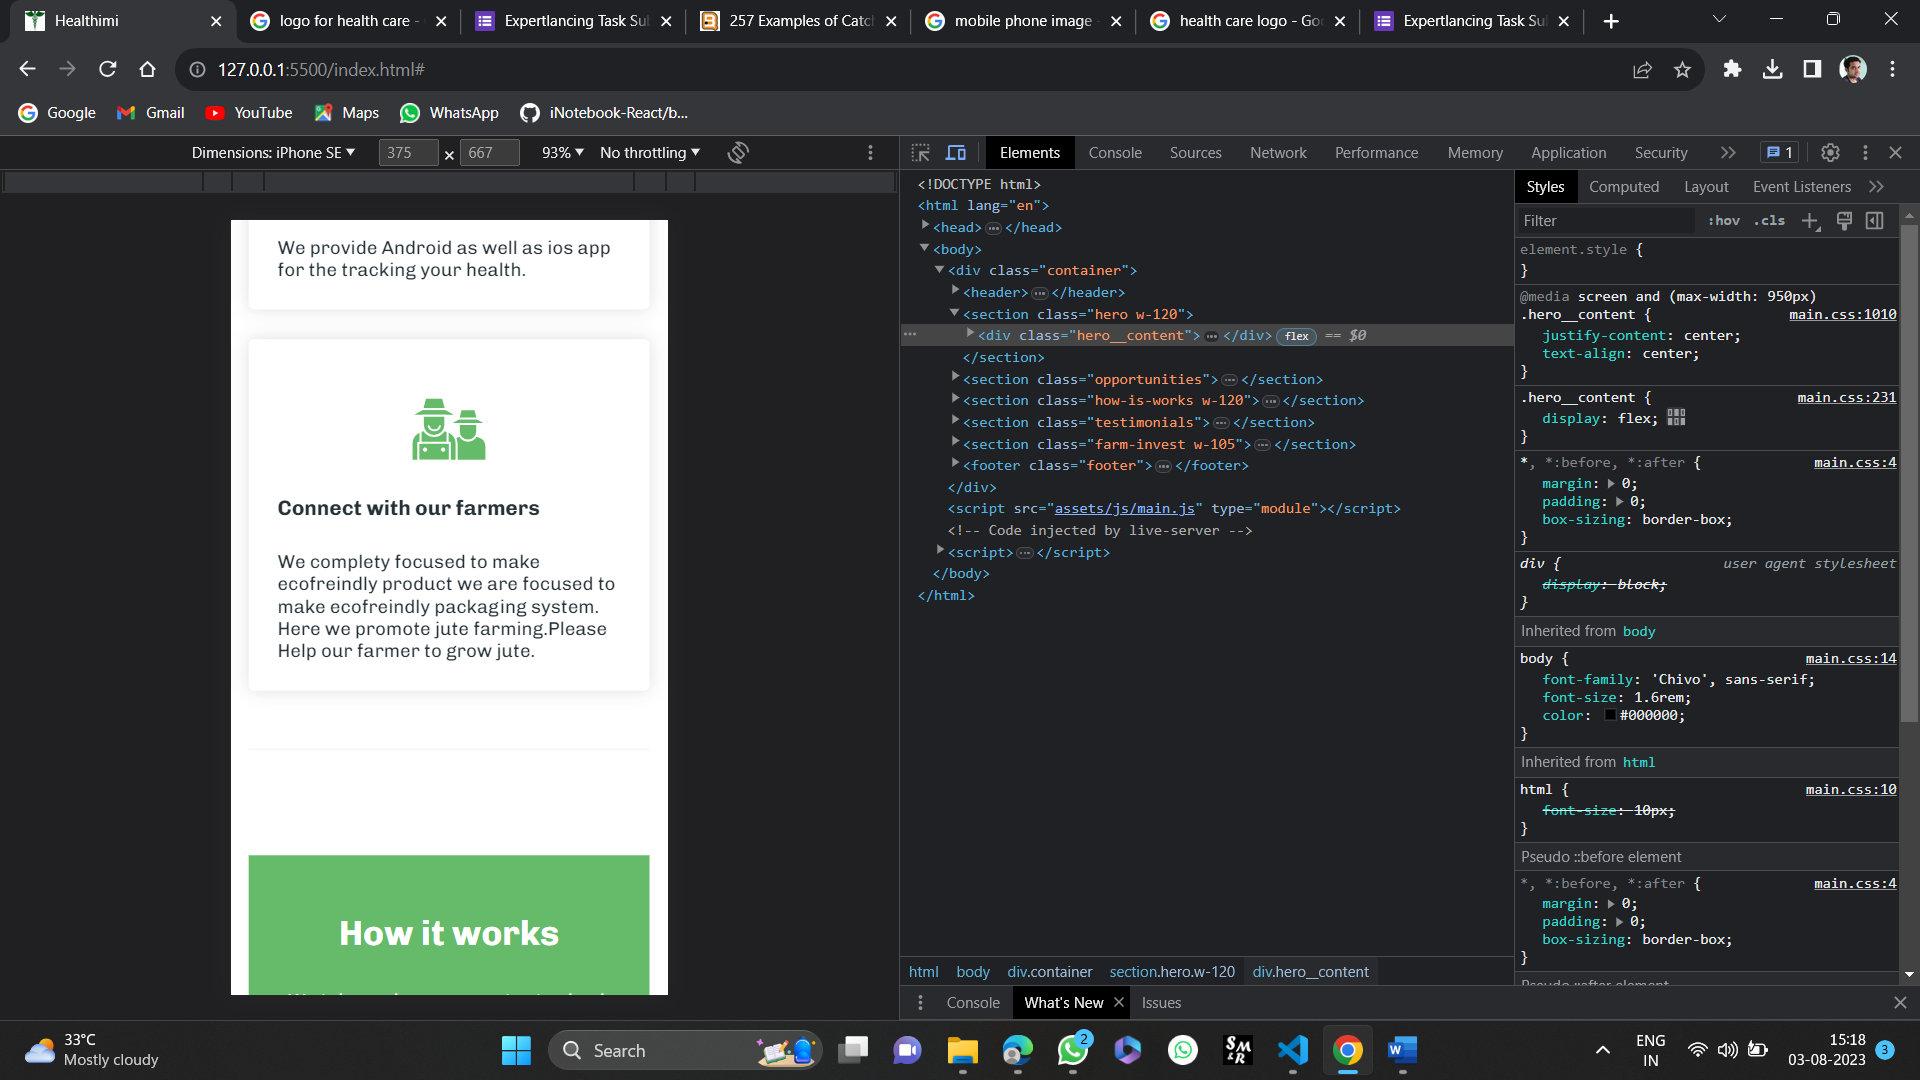 Healthimi
logo for health care -
Expertlancing Task Sul
257 Examples of Catch
mobile phone image -
health care logo - Goo
Expertlancing Task Sul
127.0.0.1:5500/index.html#
Google
Gmail
YouTube
Maps
WhatsApp
iNotebook-React/b...
Dimensions: iPhone SE
375
×
667
93%
No throttling
Elements
Console
Sources
Network
Performance
Memory
Application
Security
1
We provide Android as well as ios app
for the tracking your health.
Connect with our farmers
We complety focused to make
ecofreindly product we are focused to
make ecofreindly packaging system.
Here we promote jute farming.Please
Help our farmer to grow jute.
How it works
<!DOCTYPE html>
<html lang="en">
<head> ••• </head>
<body>
<div class="container">
<header> ••• </header>
<section class="hero w-120">
<div class="hero__content"> ••• </div> flex == $0
</section>
<section class="opportunities"> ••• </section>
<section class="how-is-works w-120"> ••• </section>
<section class="testimonials"> ••• </section>
<section class="farm-invest w-105"> ••• </section>
<footer class="footer"> ••• </footer>
</div>
<script src="assets/js/main.js" type="module"></script>
<!-- Code injected by live-server -->
<script> ••• </script>
</body>
</html>
html
body
div.container
section.hero.w-120
div.hero__content
Styles
Computed
Layout
Event Listeners
Filter
:hov
.cls
element.style {
}
@media screen and (max-width: 950px)
.hero__content { main.css:1010
justify-content: center;
text-align: center;
}
.hero__content { main.css:231
display: flex;
}
*, *:before, *:after { main.css:4
margin: 0;
padding: 0;
box-sizing: border-box;
}
div { user agent stylesheet
display: block;
}
Inherited from body
body { main.css:14
font-family: 'Chivo', sans-serif;
font-size: 1.6rem;
color: #000000;
}
Inherited from html
html { main.css:10
font-size: 10px;
}
Pseudo ::before element
*, *:before, *:after { main.css:4
margin: 0;
padding: 0;
box-sizing: border-box;
}
Pseudo ::after element
Console
What's New
Issues
33°C
Mostly cloudy
Search
2
SM
&R
ENG
IN
15:18
03-08-2023
3